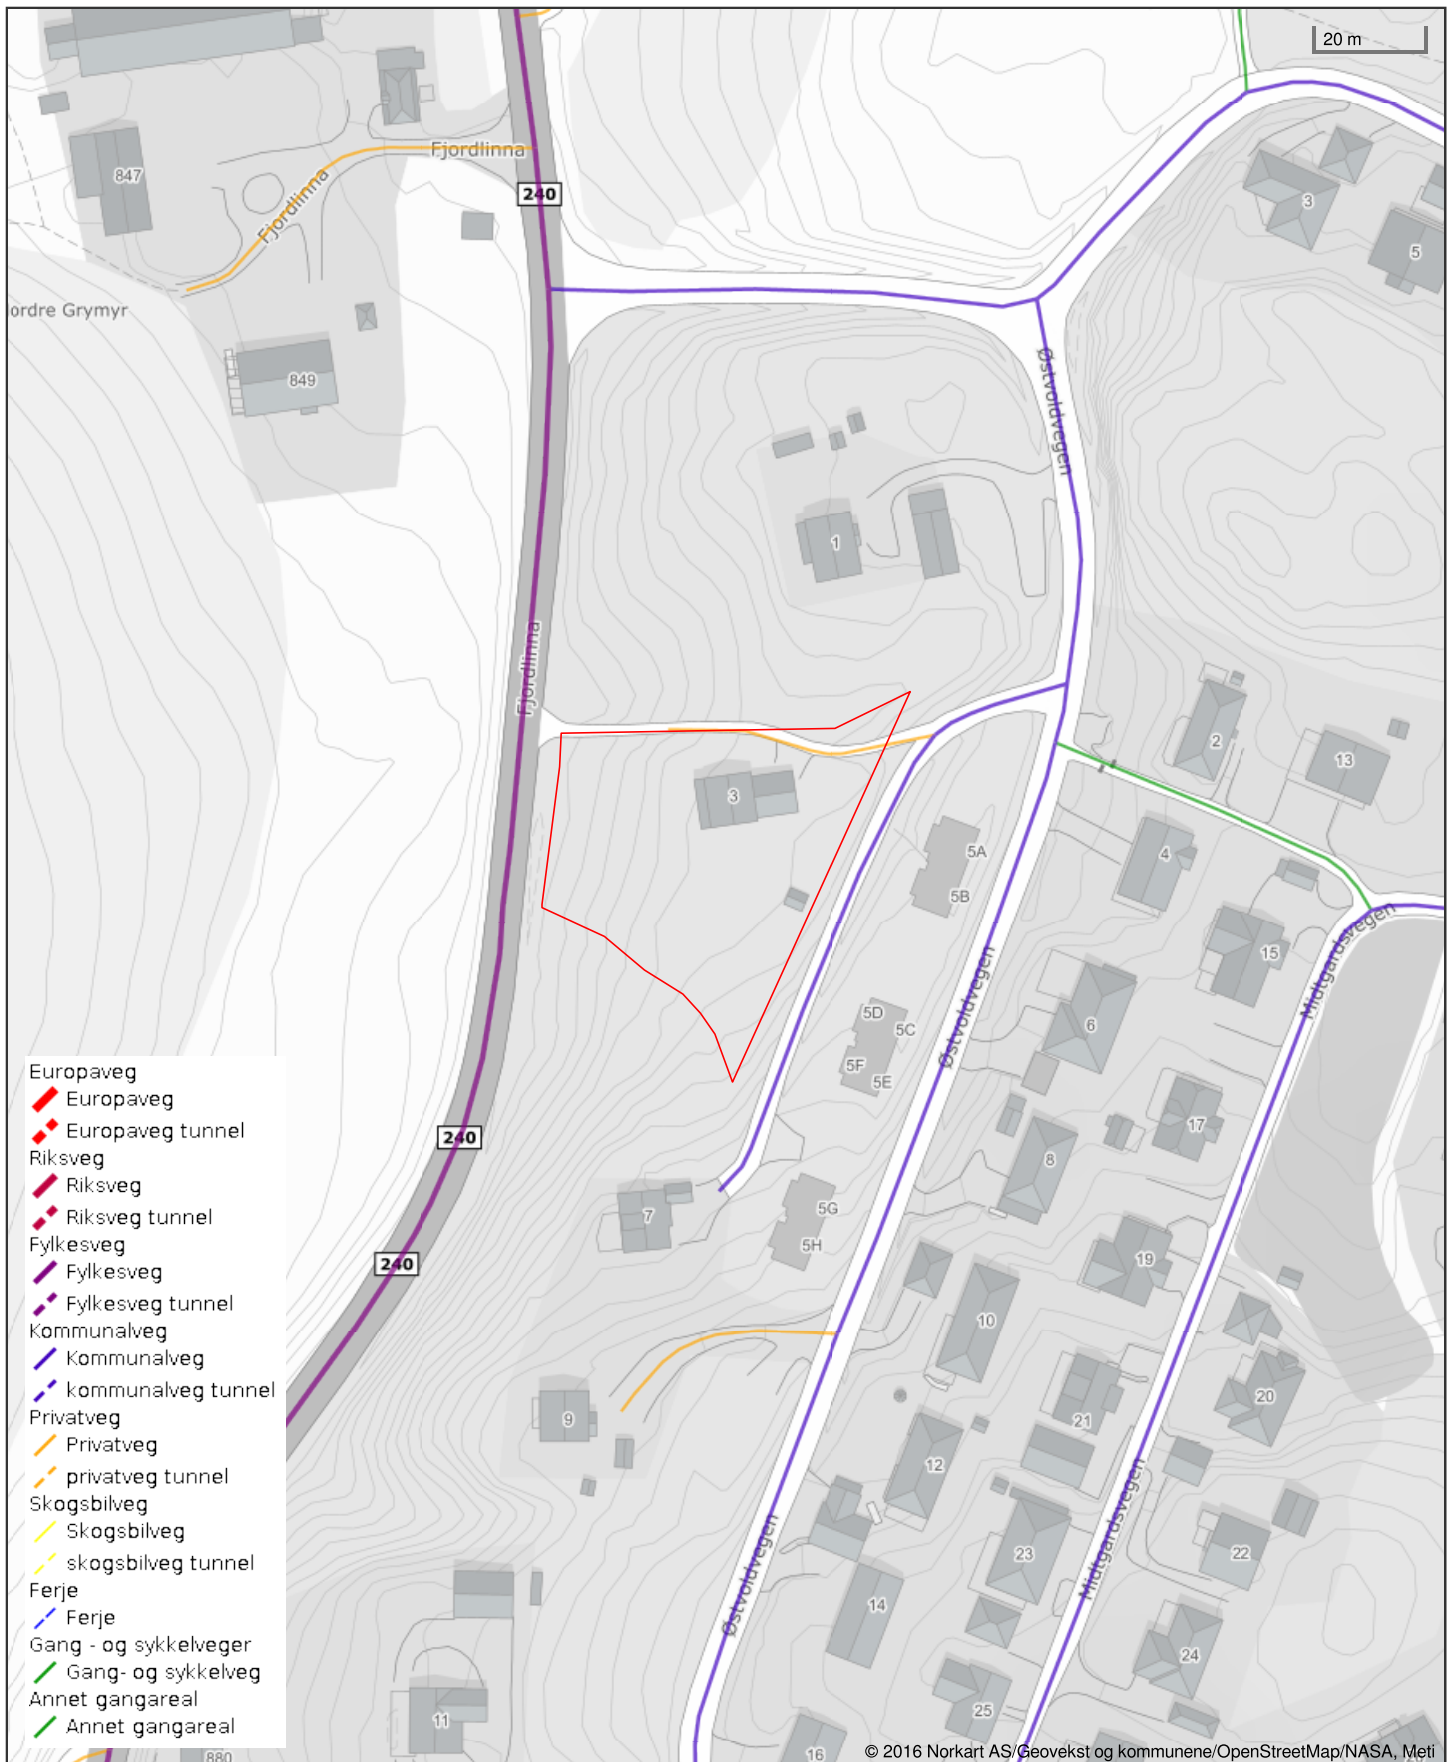 20 m
Fjordlinna
847
Fjordlinna
240
3
5
ordre Grymyr
849
Østvoldvegen
1
Fjordlinna
2
13
3
5A
4
5B
Midtgardsvegen
15
Østvoldvegen
5D
5C
6
5F
5E
17
8
7
5G
5H
19
240
240
10
20
9
21
12
Østvoldvegen
Midtgardsvegen
23
22
14
24
25
11
16
880
Europaveg
Europaveg
Europaveg tunnel
Riksveg
Riksveg
Riksveg tunnel
Fylkesveg
Fylkesveg
Fylkesveg tunnel
Kommunalveg
Kommunalveg
kommunalveg tunnel
Privatveg
Privatveg
privatveg tunnel
Skogsbilveg
Skogsbilveg
skogsbilveg tunnel
Ferje
Ferje
Gang - og sykkelveger
Gang- og sykkelveg
Annet gangareal
Annet gangareal
© 2016 Norkart AS/Geovekst og kommunene/OpenStreetMap/NASA, Meti